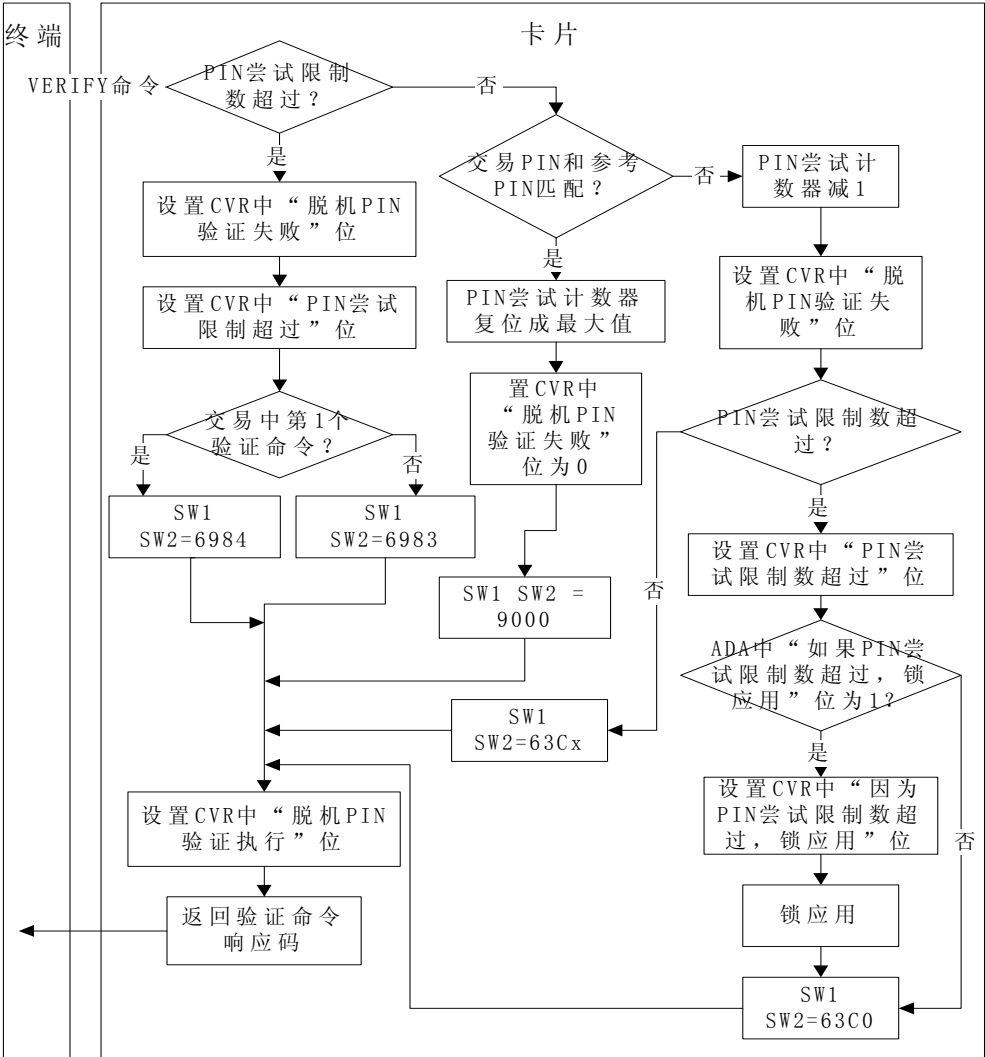 终端
卡片
VERIFY命令
PIN尝试限制
数超过？
否
是
交易PIN和参考
PIN匹配？
否
PIN尝试计
数器减1
设置CVR中“脱机PIN
验证失败”位
是
设置CVR中“脱
机PIN验证失
败”位
设置CVR中“PIN尝试
限制超过”位
PIN尝试计数器
复位成最大值
置CVR中
“脱机PIN
验证失败”
位为0
交易中第1个
验证命令？
是
否
PIN尝试限制数超
过？
SW1
SW2=6984
SW1
SW2=6983
是
设置CVR中“PIN尝
试限制数超过”位
否
SW1 SW2 =
9000
ADA中“如果PIN尝
试限制数超过，锁
应用”位为1？
SW1
SW2=63Cx
是
否
设置CVR中“因为
PIN尝试限制数超
过，锁应用”位
设置CVR中“脱机PIN
验证执行”位
返回验证命令
响应码
锁应用
SW1
SW2=63C0